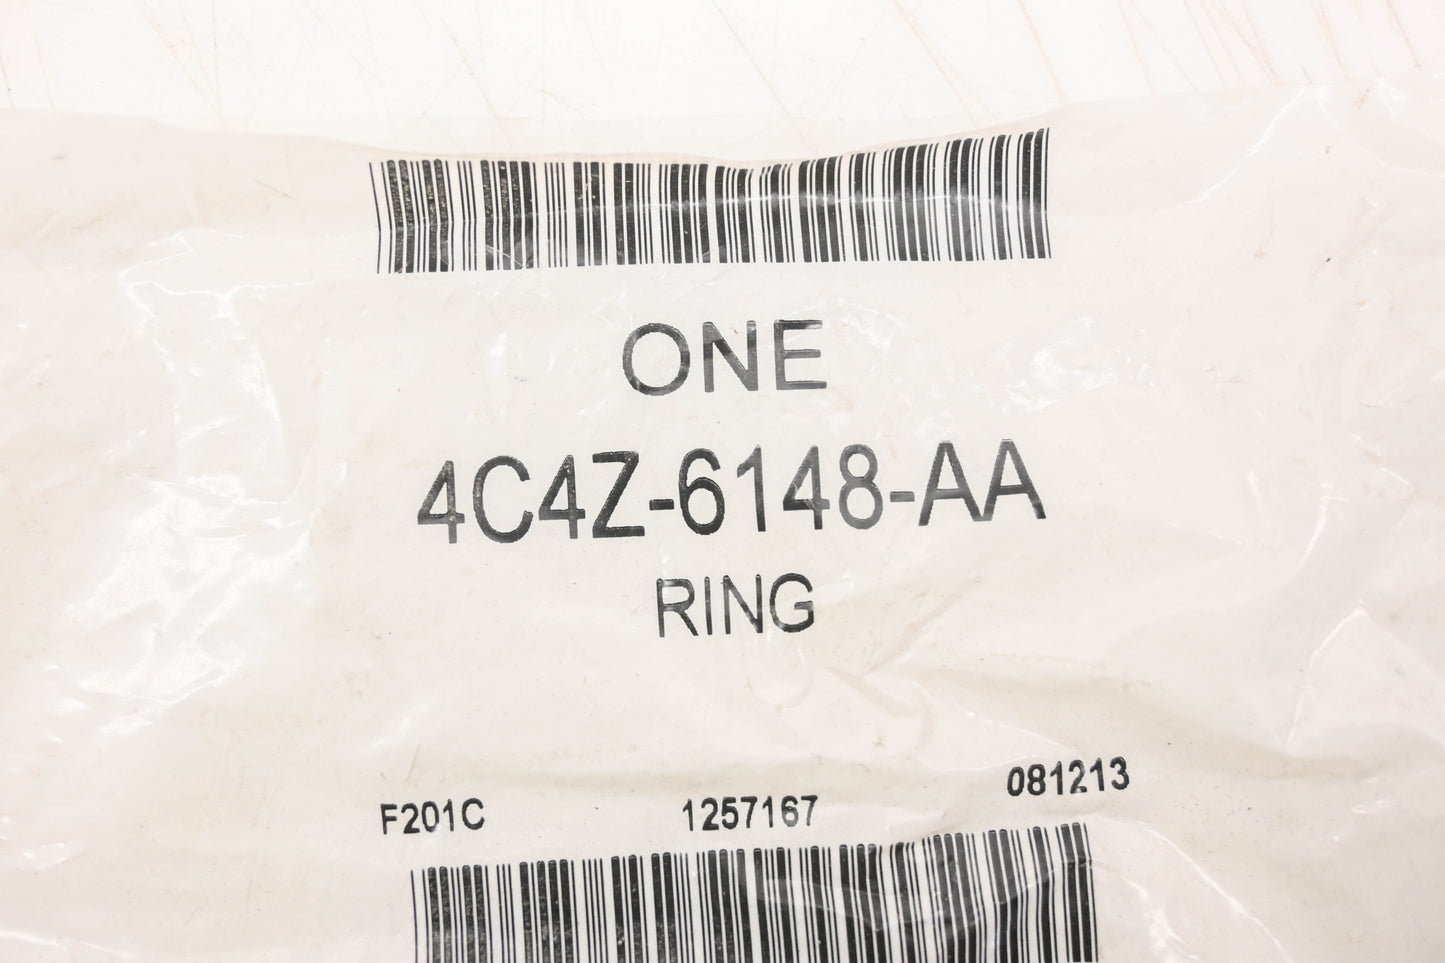 ONE
4C4Z-6148-AA
RING
F201C 1257167 081213